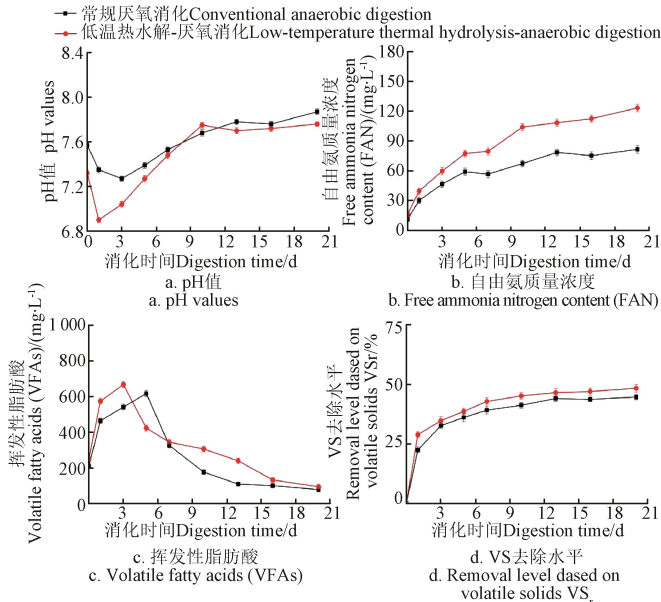 常规厌氧消化Conventional anaerobic digestion
低温热水解-厌氧消化Low-temperature thermal hydrolysis-anaerobic digestion
pH值 pH values
8.0
7.6
7.2
6.8
0 3 6 9 12 15 18 21
消化时间Digestion time/d
a. pH值
a. pH values
自由氨质量浓度
Free ammonia nitrogen
content (FAN)/(mg·L-1)
150
120
90
60
30
0
0 3 6 9 12 15 18 21
消化时间Digestion time/d
b. 自由氨质量浓度
b. Free ammonia nitrogen content (FAN)
挥发性脂肪酸
Volatile fatty acids (VFAs)/(mg·L-1)
1 000
800
600
400
200
0
3 6 9 12 15 18 21
消化时间Digestion time/d
c. 挥发性脂肪酸
c. Volatile fatty acids (VFAs)
VS去除水平
Removal level dased on
volatile solids VSr/%
75
50
25
0
3 6 9 12 15 18 21
消化时间Digestion time/d
d. VS去除水平
d. Removal level dased on
volatile solids VSr